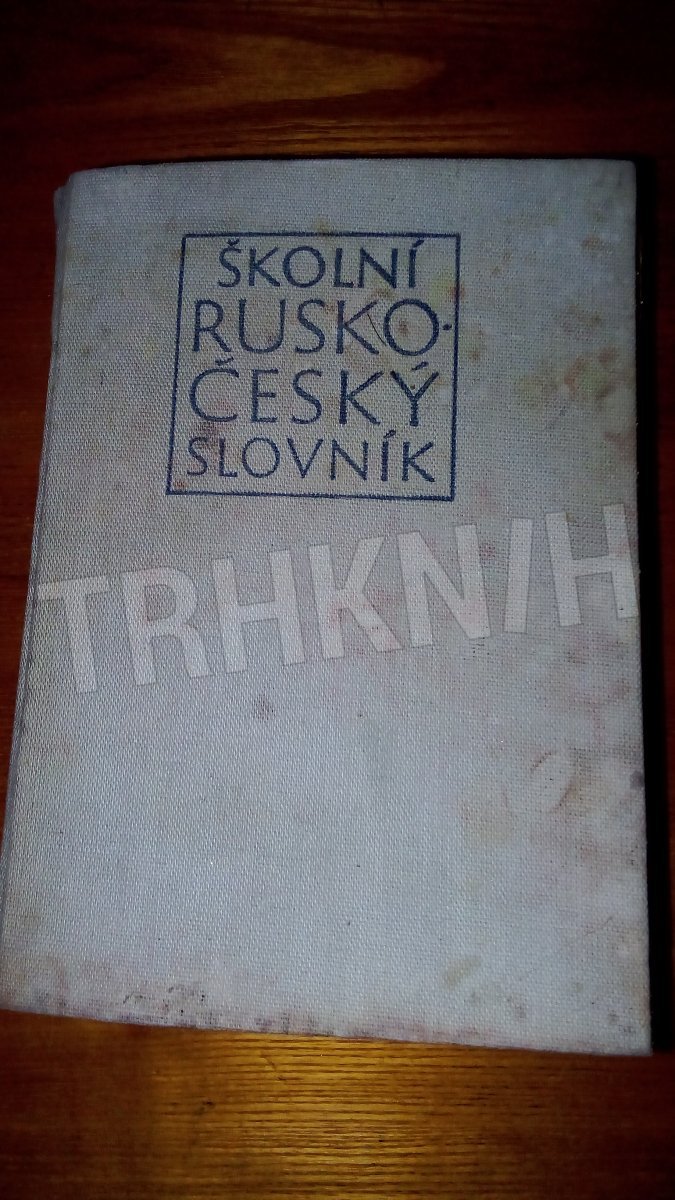 ŠKOLNÍ
RUSKO-
ČESKÝ
SLOVNÍK
TRHKNIH